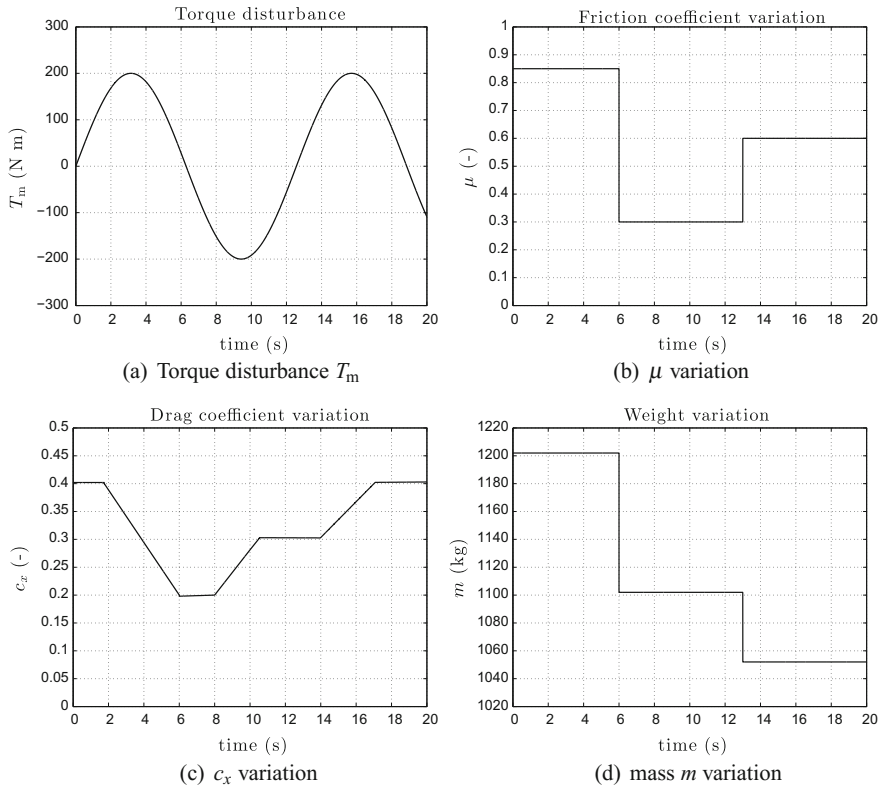 Torque disturbance
300
200
100
0
−100
−200
−300
0 2 4 6 8 10 12 14 16 18 20
T_m (N m)
time (s)
(a) Torque disturbance T_m
Friction coefficient variation
1
0.9
0.8
0.7
0.6
0.5
0.4
0.3
0.2
0.1
0
0 2 4 6 8 10 12 14 16 18 20
μ (-)
time (s)
(b) μ variation
Drag coefficient variation
0.5
0.4
0.4
0.3
0.3
0.2
0.2
0.1
0.1
0.05
0
0 2 4 6 8 10 12 14 16 18 20
c_x (-)
time (s)
(c) c_x variation
Weight variation
1220
1200
1180
1160
1140
1120
1100
1080
1060
1040
1020
0 2 4 6 8 10 12 14 16 18 20
m (kg)
time (s)
(d) mass m variation